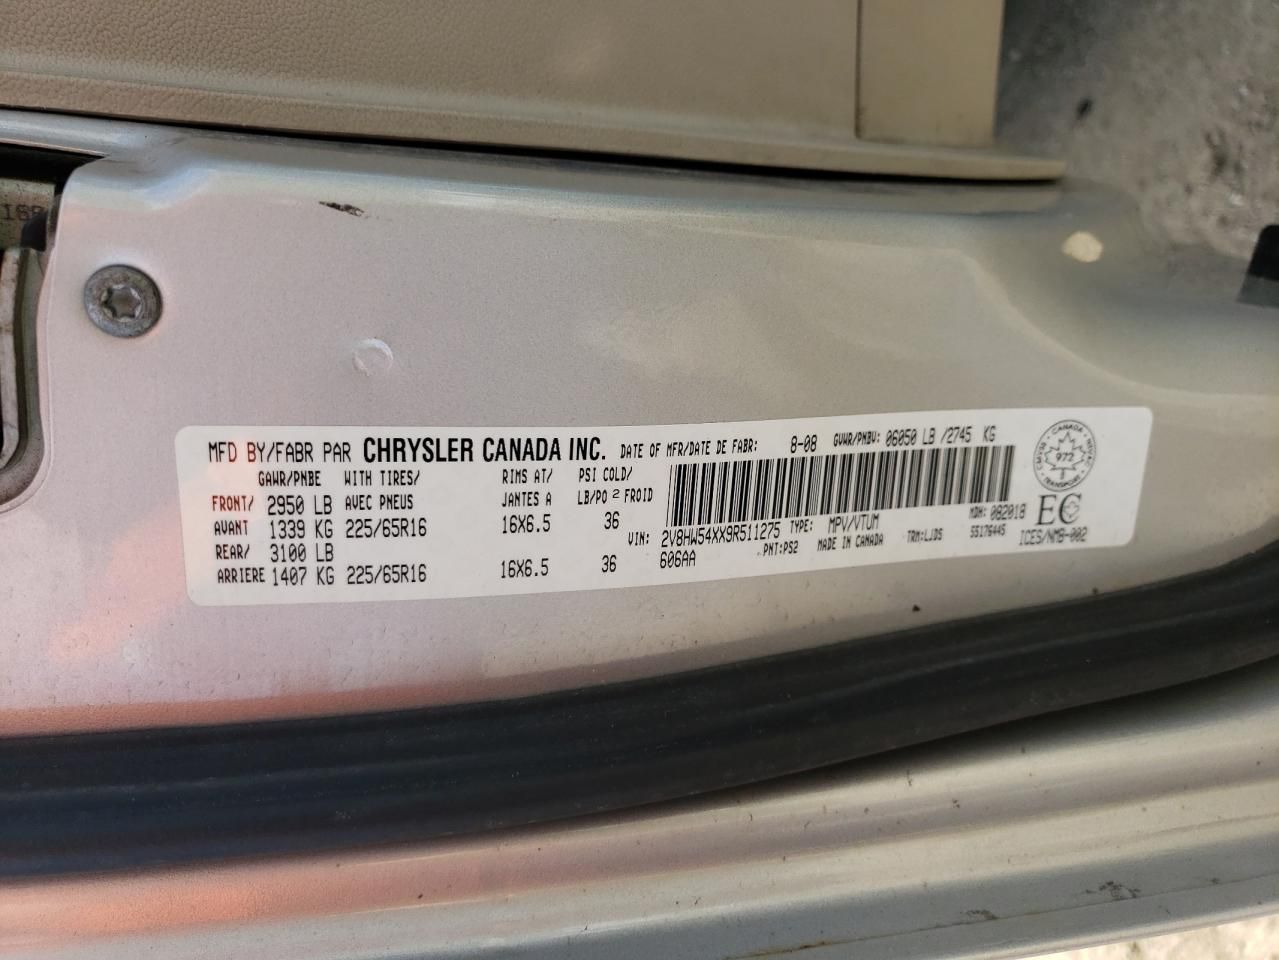 MFD BY/FABR PAR CHRYSLER CANADA INC. DATE OF MFR/DATE DE FABR: 8-08 GVWR/PNBV: 06050 LB /2745 KG
GAWR/PNBE WITH TIRES/ RIMS AT/ PSI COLD/
FRONT/ 2950 LB AVEC PNEUS JANTES A LB/PO² FROID
AVANT 1339 KG 225/65R16 16X6.5 36
REAR/ 3100 LB
ARRIERE 1407 KG 225/65R16 16X6.5 36
VIN: 2V8HW54XX9R511275 TYPE: MPV/VTUM MDH: 082018
606AA PNT:PS2 MADE IN CANADA TRM:LJDS 55176445
CANADA
972
TRANSPORT
EC
ICES/NMB-002